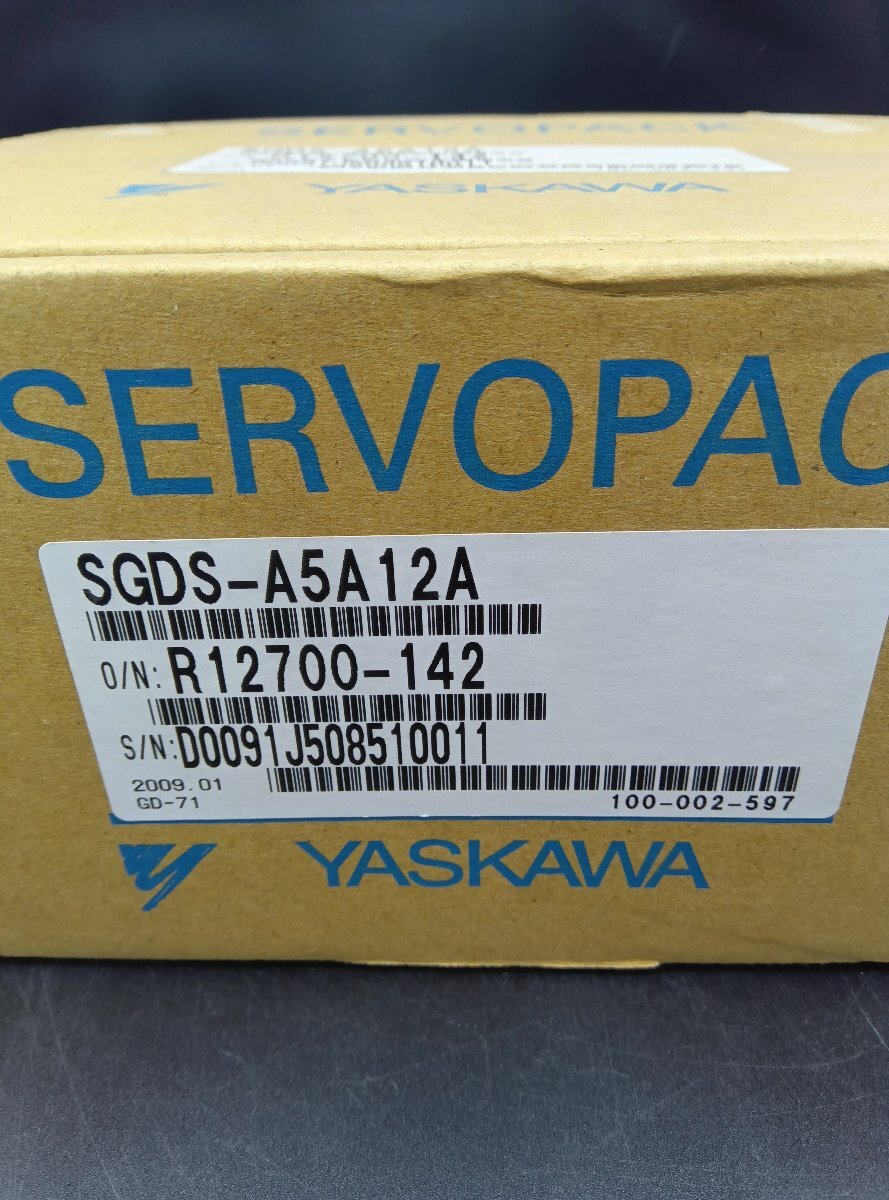 SERVOPACK
YASKAWA
SERVOPAC
SGDS-A5A12A
O/N: R12700-142
S/N: D0091J508510011
2009.01
GD-71
100-002-597
YASKAWA